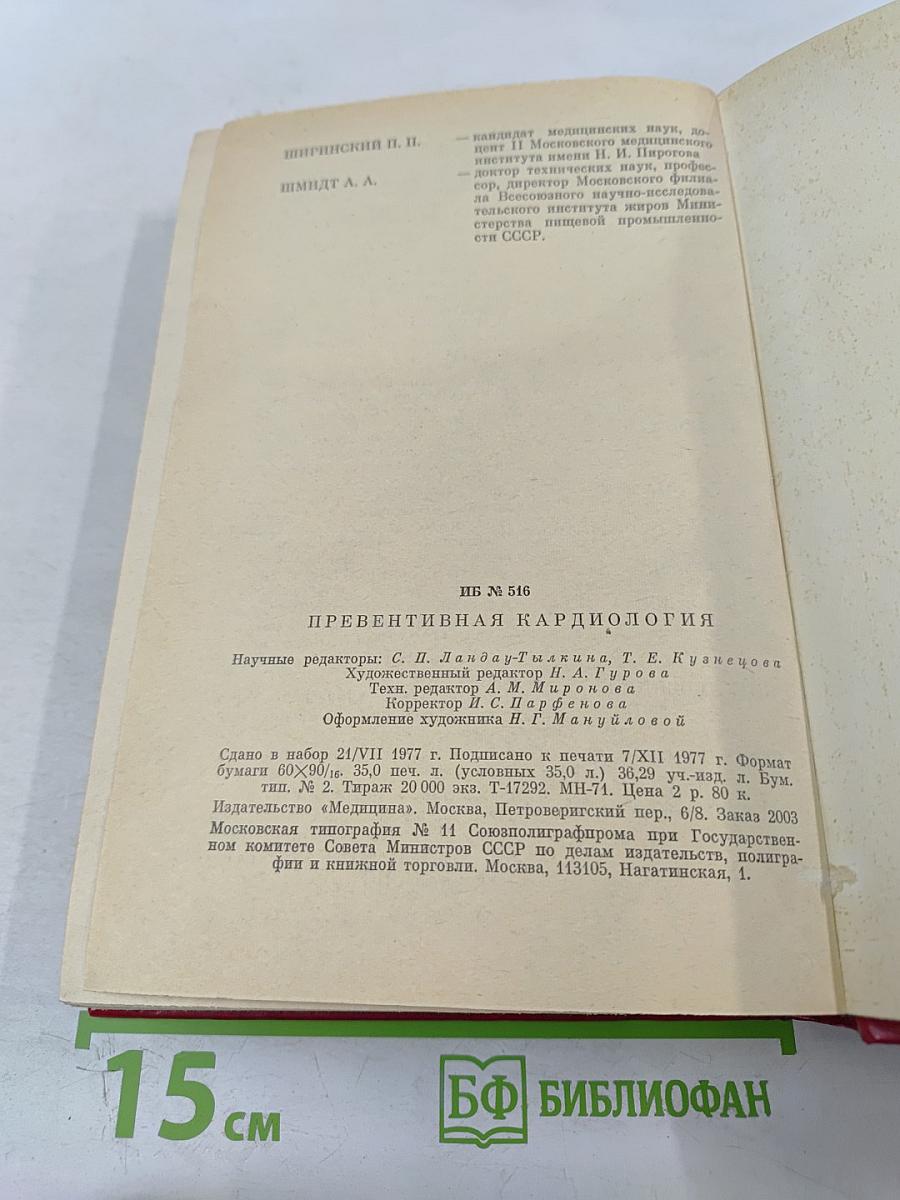 ШИРИНСКИЙ П. П.
— кандидат медицинских наук, до-
цент II Московского медицинского
института имени Н. И. Пирогова
ШМИДТ А. А.
— доктор технических наук, профес-
сор, директор Московского филиа-
ла Всесоюзного научно-исследова-
тельского института жиров Мини-
стерства пищевой промышленно-
сти СССР.
ИБ № 516
ПРЕВЕНТИВНАЯ КАРДИОЛОГИЯ
Научные редакторы: С. П. Ландау-Тылкина, Т. Е. Кузнецова
Художественный редактор Н. А. Гурова
Техн. редактор А. М. Миронова
Корректор И. С. Парфенова
Оформление художника Н. Г. Мануйловой
Сдано в набор 21/VII 1977 г. Подписано к печати 7/XII 1977 г. Формат
бумаги 60×90/16. 35,0 печ. л. (условных 35,0 л.) 36,29 уч.-изд. л. Бум.
тип. № 2. Тираж 20 000 экз. Т-17292. МН-71. Цена 2 р. 80 к.
Издательство «Медицина». Москва, Петроверигский пер., 6/8. Заказ 2003
Московская типография № 11 Союзполиграфпрома при Государствен-
ном комитете Совета Министров СССР по делам издательств, полигра-
фии и книжной торговли. Москва, 113105, Нагатинская, 1.
15 см
БФ БИБЛИОФАН